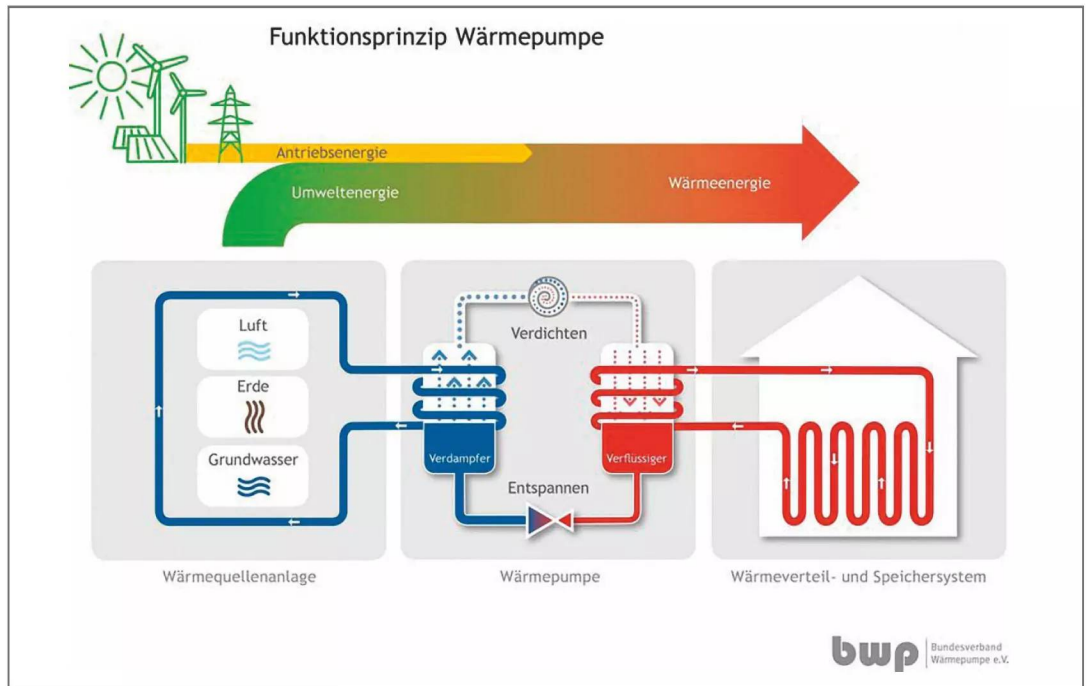 Funktionsprinzip Wärmepumpe
Antriebsenergie
Umweltenergie
Wärmeenergie
Luft
Erde
Grundwasser
Verdichten
Verdampfer
Verflüssiger
Entspannen
Wärmequellenanlage
Wärmepumpe
Wärmeverteil- und Speichersystem
bwp
Bundesverband
Wärmepumpe e.V.